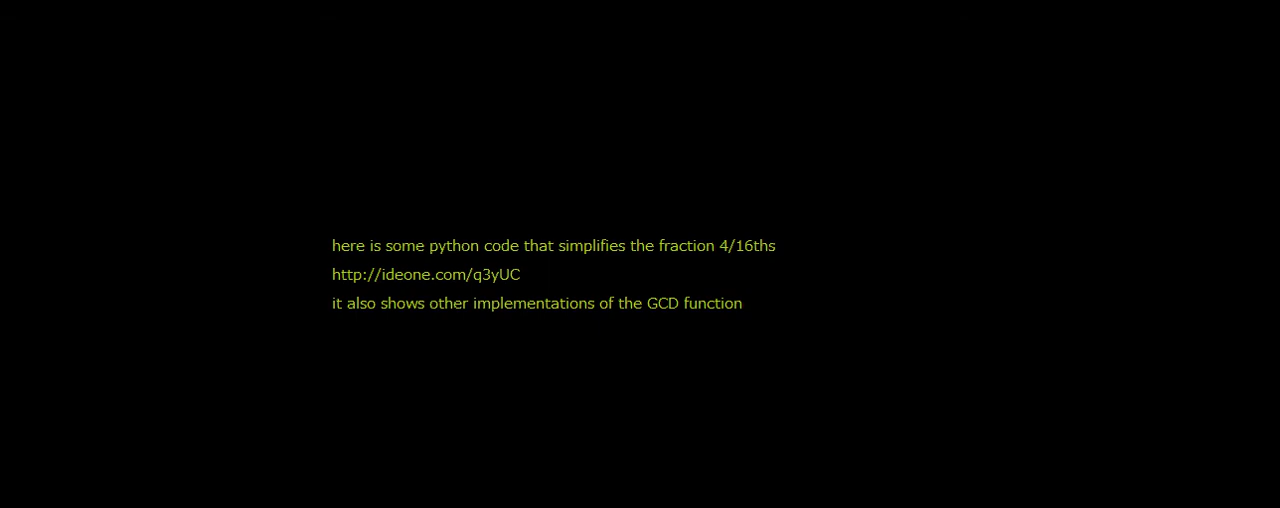 here is some python code that simplifies the fraction 4/16ths
http://ideone.com/q3yUC
it also shows other implementations of the GCD function